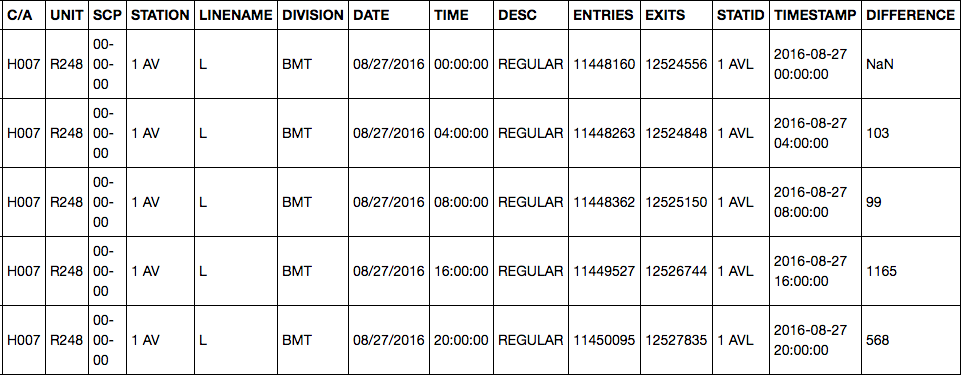 C/A UNIT SCP STATION LINENAME DIVISION DATE TIME DESC ENTRIES EXITS STATID TIMESTAMP DIFFERENCE
H007 R248 00-00-00 1 AV L BMT 08/27/2016 00:00:00 REGULAR 11448160 12524556 1 AVL 2016-08-27 00:00:00 NaN
H007 R248 00-00-00 1 AV L BMT 08/27/2016 04:00:00 REGULAR 11448263 12524848 1 AVL 2016-08-27 04:00:00 103
H007 R248 00-00-00 1 AV L BMT 08/27/2016 08:00:00 REGULAR 11448362 12525150 1 AVL 2016-08-27 08:00:00 99
H007 R248 00-00-00 1 AV L BMT 08/27/2016 16:00:00 REGULAR 11449527 12526744 1 AVL 2016-08-27 16:00:00 1165
H007 R248 00-00-00 1 AV L BMT 08/27/2016 20:00:00 REGULAR 11450095 12527835 1 AVL 2016-08-27 20:00:00 568